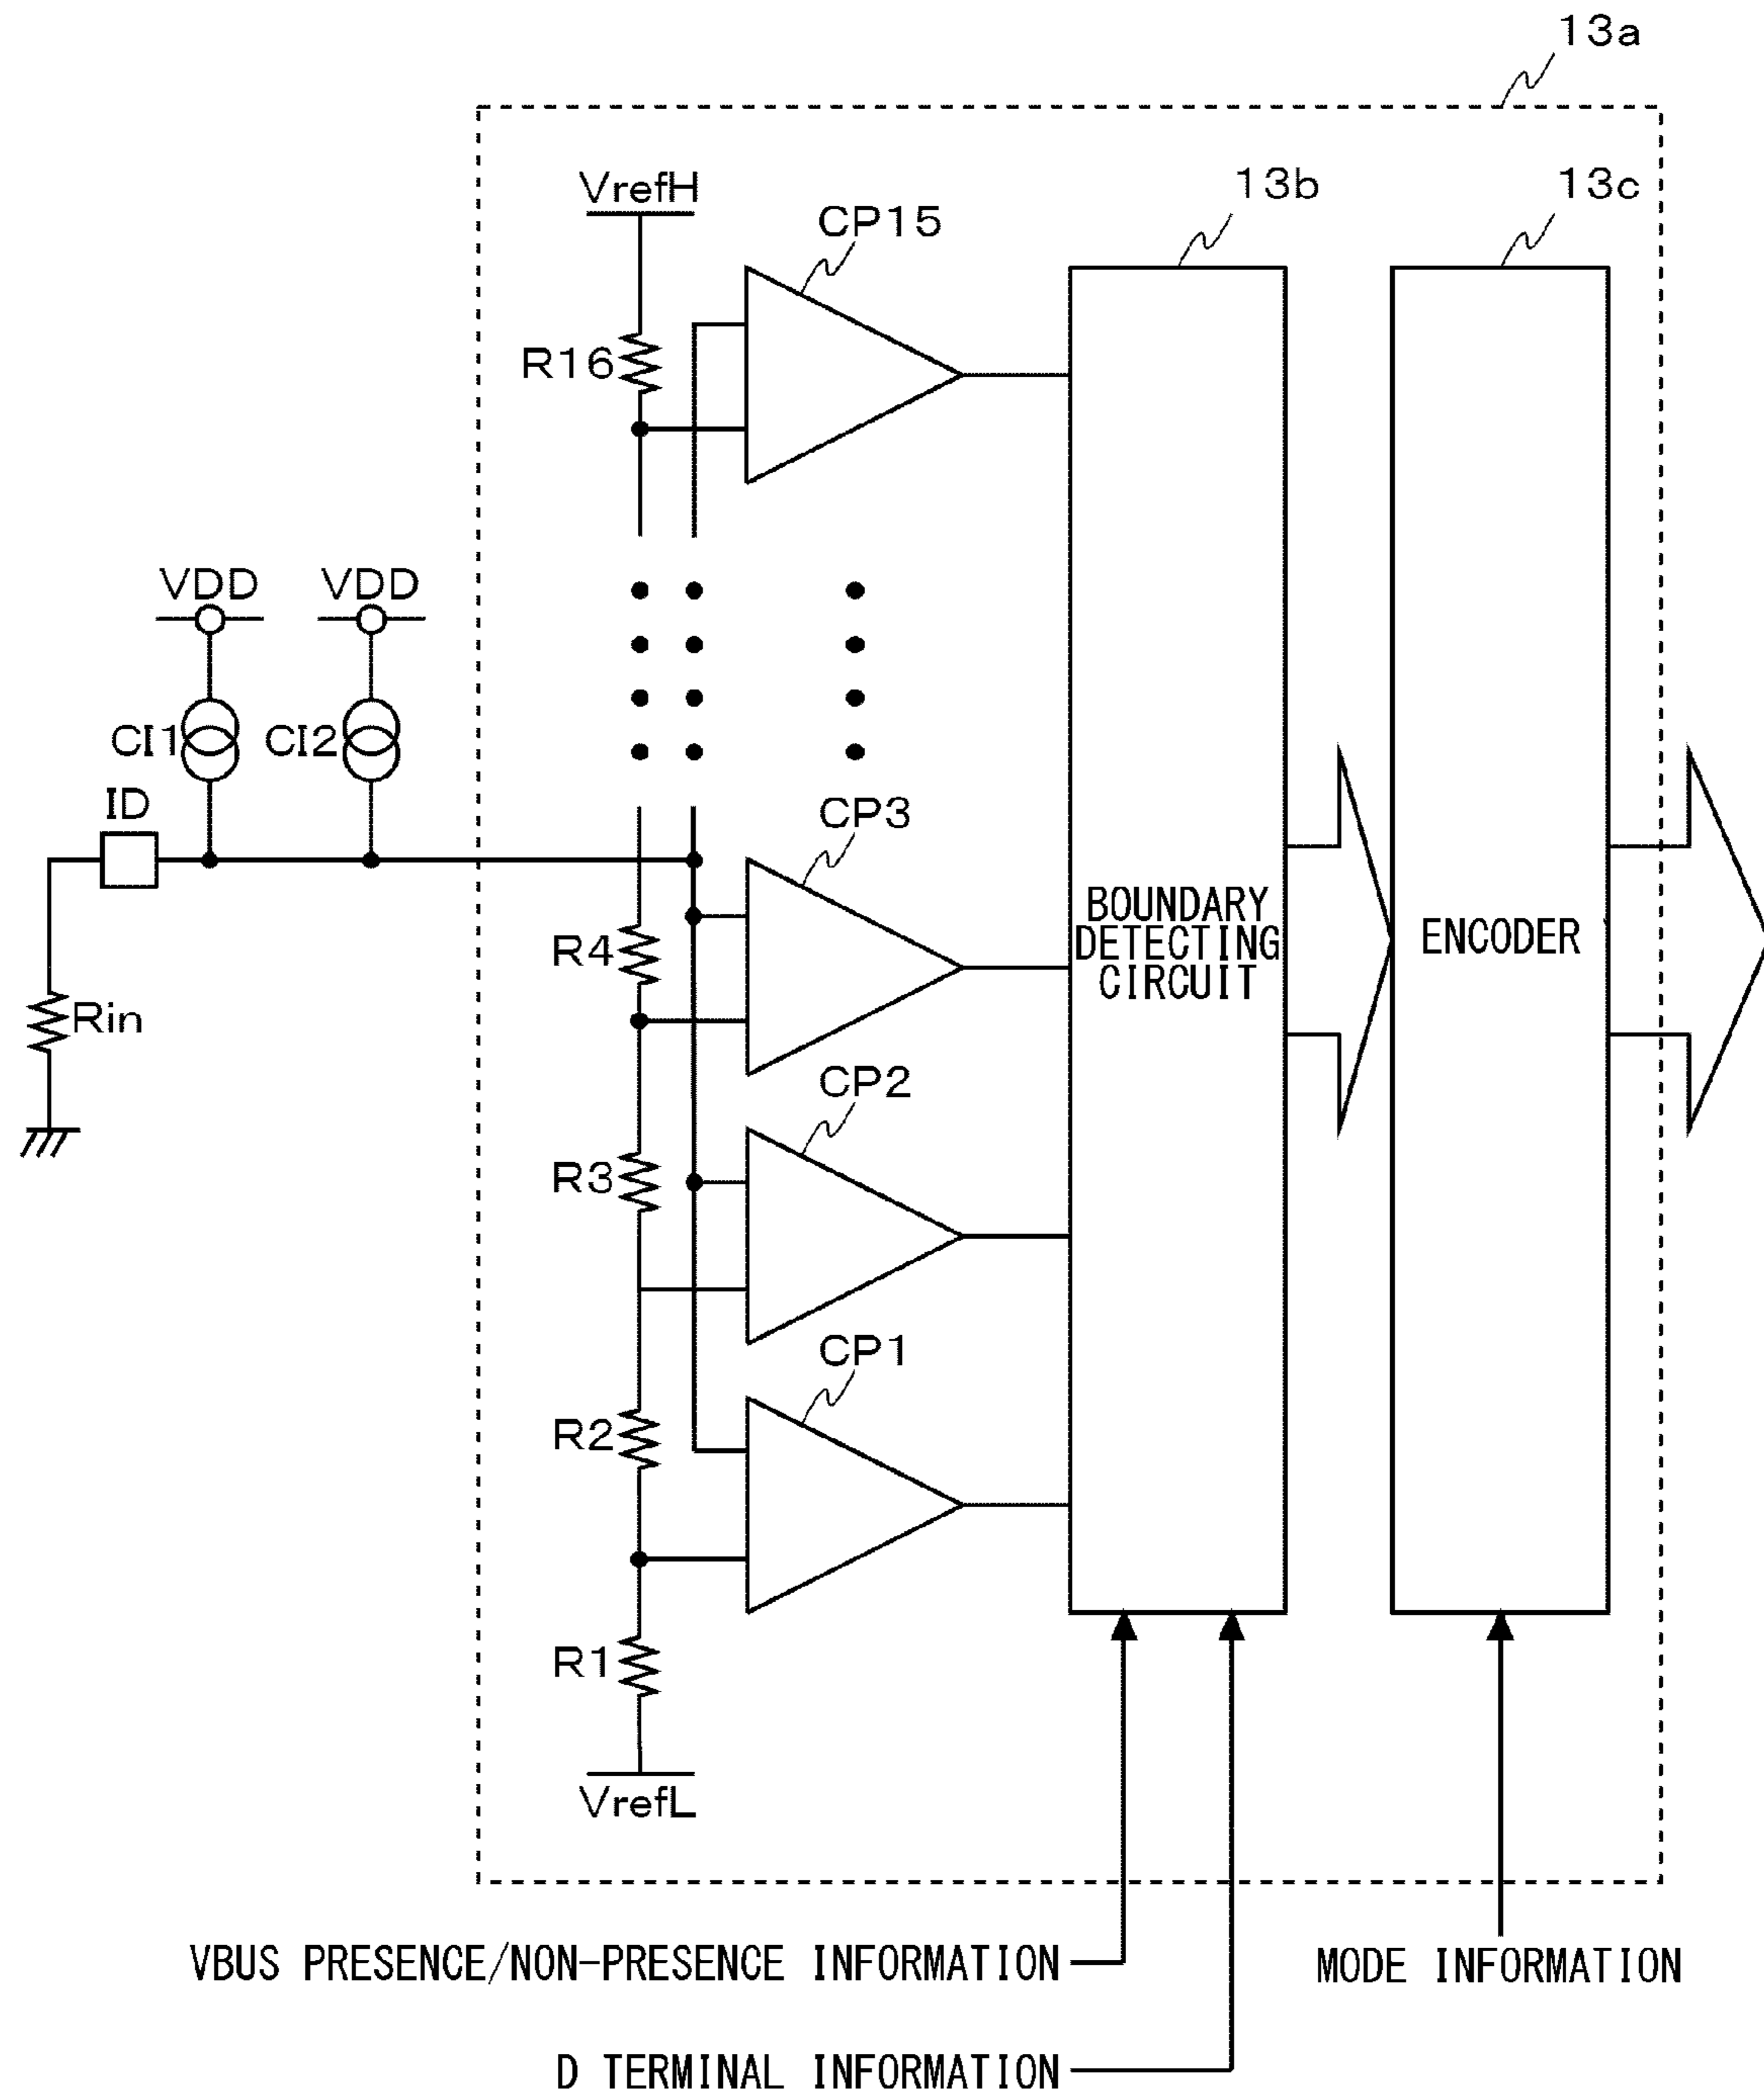 13a
VrefH
CP15
13b
13c
R16
VDD
VDD
CI1
CI2
ID
CP3
R4
BOUNDARY
DETECTING
CIRCUIT
ENCODER
Rin
CP2
R3
CP1
R2
R1
VrefL
VBUS PRESENCE/NON-PRESENCE INFORMATION
MODE INFORMATION
D TERMINAL INFORMATION